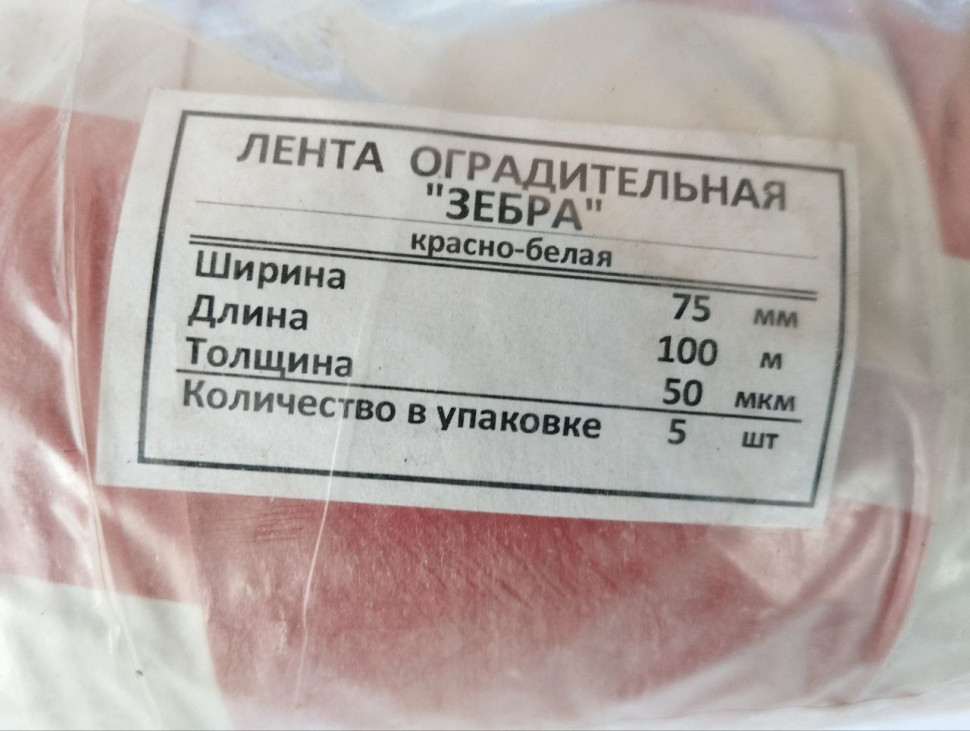 ЛЕНТА ОГРАДИТЕЛЬНАЯ
"ЗЕБРА"
красно-белая
Ширина 75 мм
Длина 100 м
Толщина 50 мкм
Количество в упаковке 5 шт